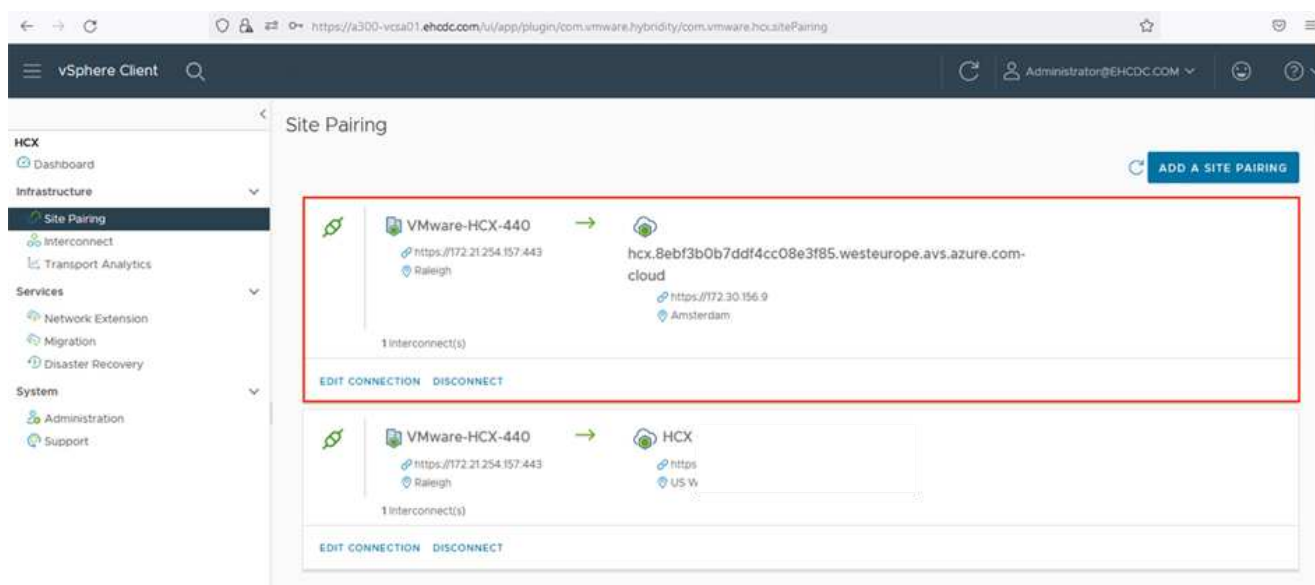 https://a300-vcsa01.ehcdc.com/ui/app/plugin/com.vmware.hybridity/com.vmware.hcx.sitePairing
vSphere Client
Administrator@EHCDC.COM
Site Pairing
HCX
Dashboard
ADD A SITE PAIRING
Infrastructure
Site Pairing
Interconnect
Transport Analytics
Services
Network Extension
Migration
Disaster Recovery
System
Administration
Support
VMware-HCX-440
https://172.21.254.157:443
Raleigh
hcx.8ebf3b0b7ddf4cc08e3f85.westeurope.avs.azure.com-
cloud
https://172.30.156.9
Amsterdam
1 Interconnect(s)
EDIT CONNECTION DISCONNECT
VMware-HCX-440
https://172.21.254.157:443
Raleigh
HCX
https
US W
1 Interconnect(s)
EDIT CONNECTION DISCONNECT